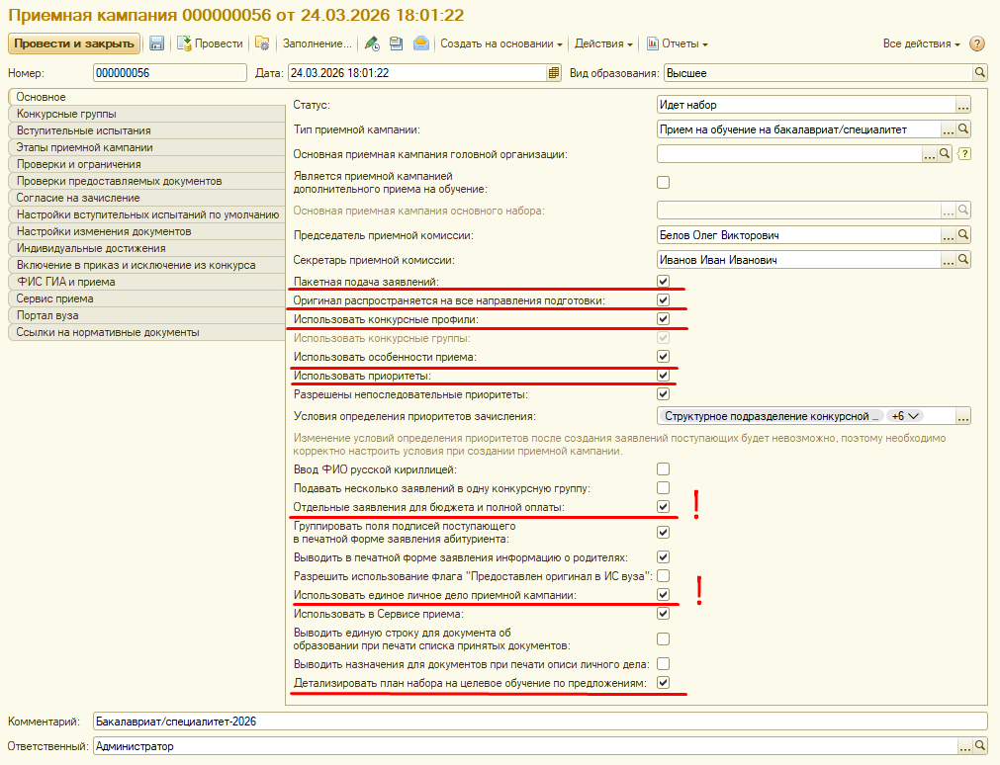 Приемная кампания 000000056 от 24.03.2026 18:01:22
Провести и закрыть Провести Заполнение... Создать на основании Действия Отчеты Все действия ?
Номер: 000000056 Дата: 24.03.2026 18:01:22 Вид образования: Высшее
Основное
Конкурсные группы
Вступительные испытания
Этапы приемной кампании
Проверки и ограничения
Проверки предоставляемых документов
Согласие на зачисление
Настройки вступительных испытаний по умолчанию
Настройки изменения документов
Индивидуальные достижения
Включение в приказ и исключение из конкурса
ФИС ГИА и приема
Сервис приема
Портал вуза
Ссылки на нормативные документы
Статус: Идет набор ...
Тип приемной кампании: Прием на обучение на бакалавриат/специалитет ...
Основная приемная кампания головной организации: ... ?
Является приемной кампанией
дополнительного приема на обучение:
Основная приемная кампания основного набора: ...
Председатель приемной комиссии: Белов Олег Викторович ...
Секретарь приемной комиссии: Иванов Иван Иванович ...
Пакетная подача заявлений:
Оригинал распространяется на все направления подготовки:
Использовать конкурсные профили:
Использовать конкурсные группы:
Использовать особенности приема:
Использовать приоритеты:
Разрешены непоследовательные приоритеты:
Условия определения приоритетов зачисления: Структурное подразделение конкурсной ... +6 ...
Изменение условий определения приоритетов после создания заявлений поступающих будет невозможно, поэтому необходимо
корректно настроить условия при создании приемной кампании.
Ввод ФИО русской кириллицей:
Подавать несколько заявлений в одну конкурсную группу:
Отдельные заявления для бюджета и полной оплаты: !
Группировать поля подписей поступающего
в печатной форме заявления абитуриента:
Выводить в печатной форме заявления информацию о родителях:
Разрешить использование флага "Предоставлен оригинал в ИС вуза":
Использовать единое личное дело приемной кампании: !
Использовать в Сервисе приема:
Выводить единую строку для документа об
образовании при печати списка принятых документов:
Выводить назначения для документов при печати описи личного дела:
Детализировать план набора на целевое обучение по предложениям:
Комментарий: Бакалавриат/специалитет-2026
Ответственный: Администратор ...